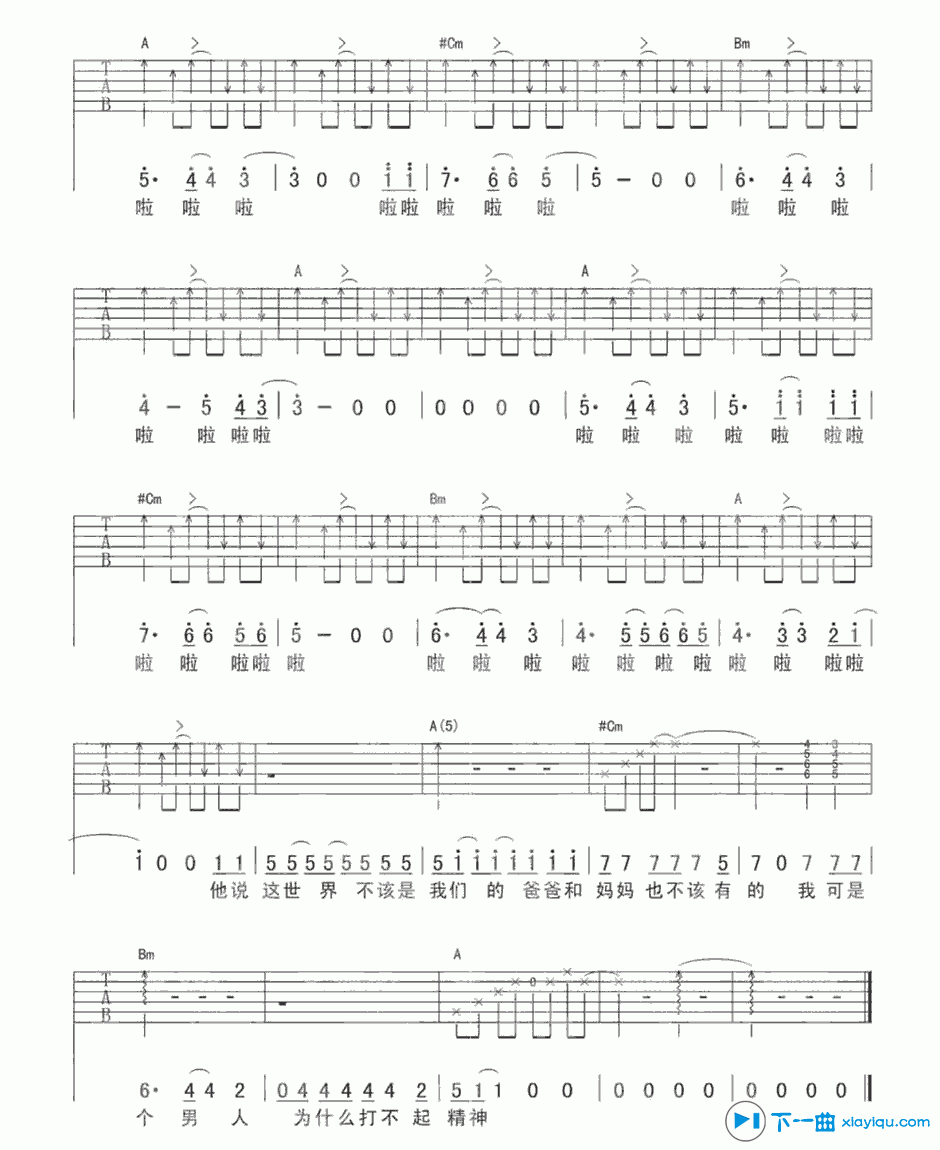 A > > #Cm > > Bm >
T A B
5· 4 4 3 | 3 0 0 1 1 | 7· 6 6 5 | 5 — 0 0 | 6· 4 4 3 |
啦 啦 啦 啦啦 啦 啦 啦 啦 啦 啦
> A > > A > >
T A B
4 — 5 4 3 | 3 — 0 0 | 0 0 0 0 | 5· 4 4 3 | 5· 1 1 1 1 |
啦 啦 啦啦 啦 啦 啦 啦 啦 啦啦
#Cm > > Bm > > A >
T A B
7· 6 6 5 6 | 5 — 0 0 | 6· 4 4 3 | 4· 5 5 6 6 5 | 4· 3 3 2 1 |
啦 啦 啦啦 啦 啦 啦 啦 啦 啦 啦 啦 啦 啦 啦啦
> A(5) #Cm
T A B
1 0 0 1 1 | 5 5 5 5 5 5 5 5 | 5 1 1 1 1 1 1 1 | 7 7 7 7 7 5 | 7 0 7 7 7 |
他说 这世 界 不该是 我们 的 爸爸和 妈妈 也不该有 的 我 可是
Bm A
T A B
6· 4 4 2 | 0 4 4 4 4 4 2 | 5 1 1 0 0 | 0 0 0 0 | 0 0 0 0 ‖
个 男 人 为什么打不 起 精神
下一曲 xiayiqu.com